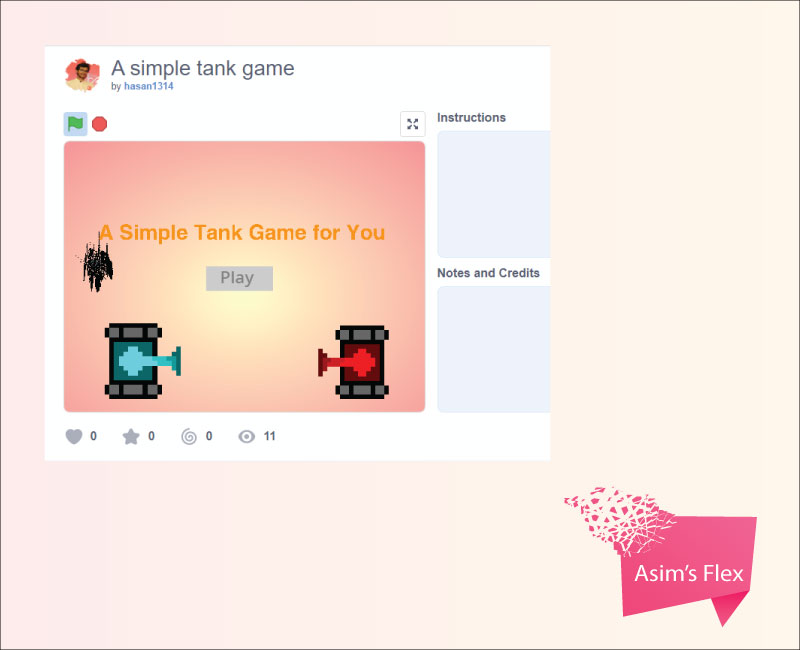 A simple tank game
by hasan1314
Instructions
A Simple Tank Game for You
Play
Notes and Credits
0
0
0
11
Asim's Flex